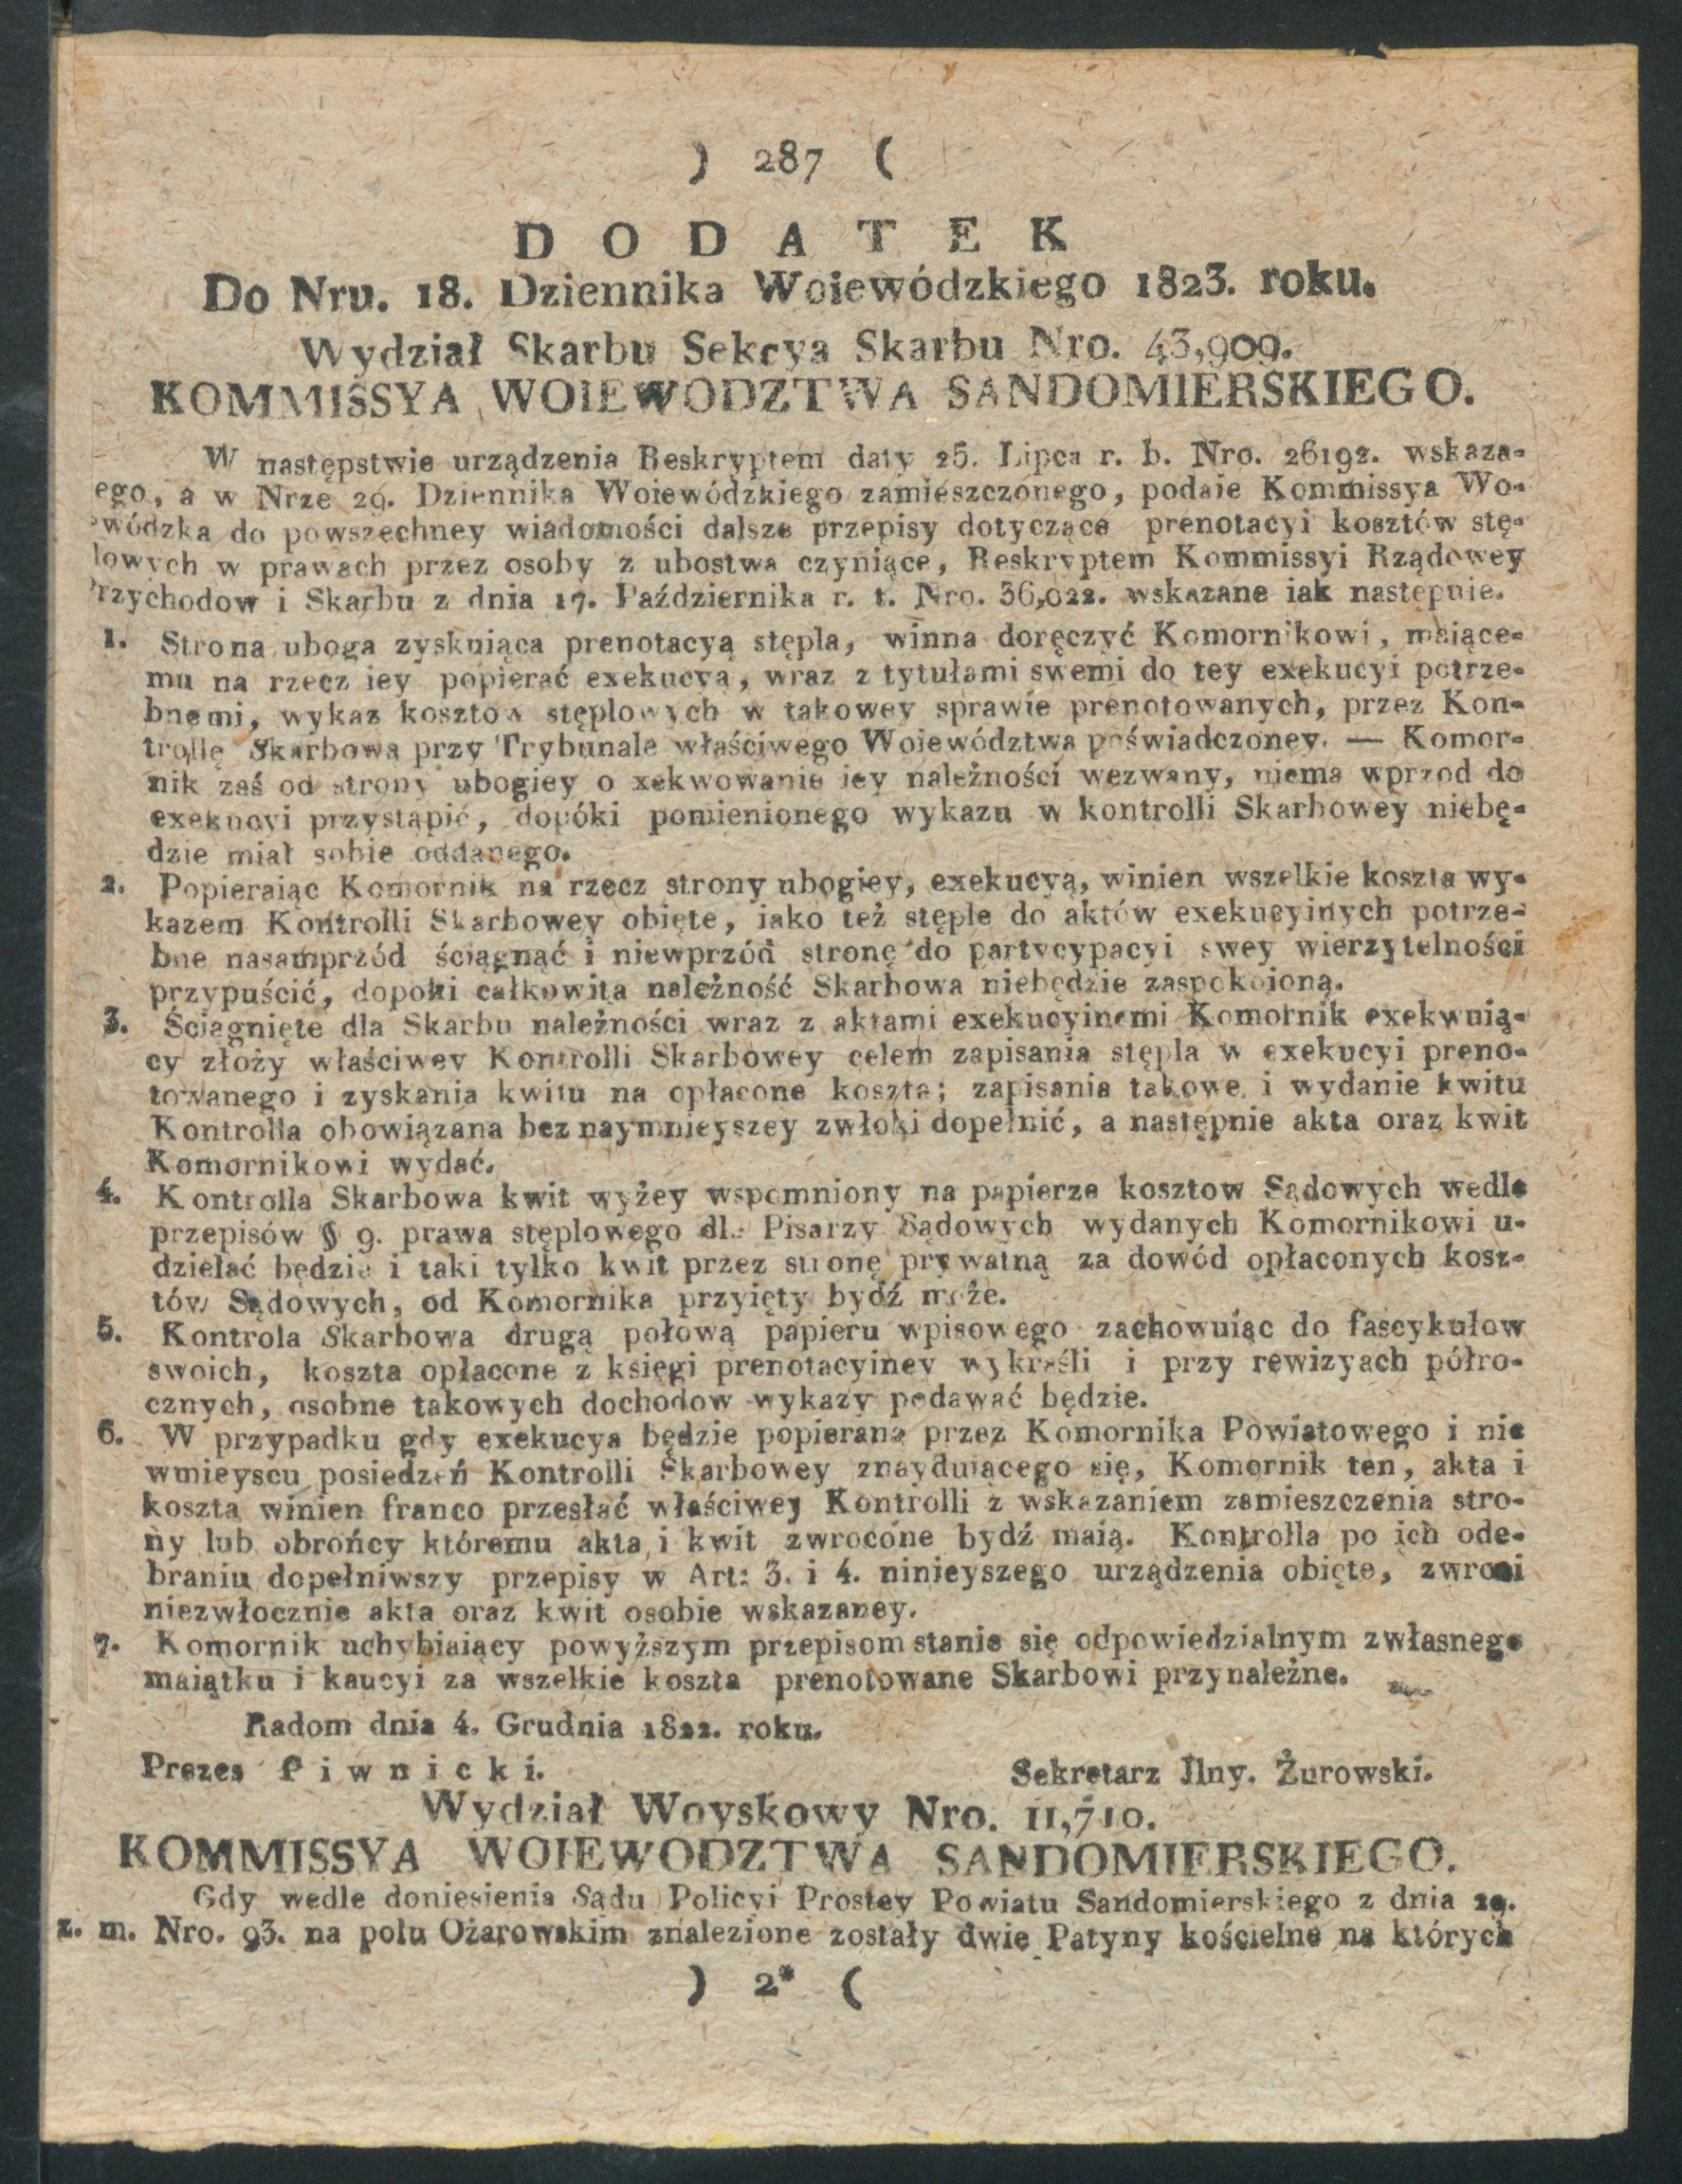 ) 287 (
D O D A T E K
Do Nru. 18. Dziennika Woiewódzkiego 1823. roku.
Wydział Skarbu Sekcya Skarbu Nro. 43,909.
KOMMISSYA WOIEWODZTWA SANDOMIERSKIEGO.
W następstwie urządzenia Reskryptem daty 25. Lipca r. b. Nro. 26192. wskaza-
ego, a w Nrze 29. Dziennika Woiewódzkiego zamieszczonego, podaie Kommissya Wo-
wódzka do powszechney wiadomości dalsze przepisy dotyczące prenotacyi kosztów stę-
lowych w prawach przez osoby z ubostwa czyniące, Reskryptem Kommissyi Rządowey
rzychodow i Skarbu z dnia 17. Października r. t. Nro. 36,022. wskazane iak następuie.
1. Strona uboga zyskuiąca prenotacyą stępla, winna doręczyć Komornikowi, maiące-
mu na rzecz iey popierać exekucyą, wraz z tytułami swemi do tey exekucyi potrze-
bnemi, wykaz kosztow stęplowych w takowey sprawie prenotowanych, przez Kon-
trollę Skarbową przy Trybunale właściwego Woiewództwa poświadczoney. — Komor-
nik zaś od strony ubogiey o xekwowanie iey należności wezwany, niema wprzod do
exekucyi przystąpić, dopóki pomienionego wykazu w kontrolli Skarbowey niebę-
dzie miał sobie oddanego.
2. Popieraiąc Komornik na rzecz strony ubogiey, exekucyą, winien wszelkie koszta wy-
kazem Kontrolli Skarbowey obięte, iako też stęple do aktów exekucyinych potrze-
bne nasamprzód ściągnąć i niewprzód stronę do partycypacyi swey wierzytelności
przypuścić, dopoki całkowita należność Skarbowa niebędzie zaspokoioną.
3. Ściągnięte dla Skarbu należności wraz z aktami exekucyinemi Komornik exekwuią-
cy złoży właściwey Kontrolli Skarbowey celem zapisania stępla w exekucyi preno-
towanego i zyskania kwitu na opłacone koszta; zapisania takowe i wydanie kwitu
Kontrolla obowiązana bez naymnieyszey zwłoki dopełnić, a następnie akta oraz kwit
Komornikowi wydać.
4. Kontrolla Skarbowa kwit wyżey wspomniony na papierze kosztow Sądowych wedle
przepisów § 9. prawa stęplowego dla Pisarzy Sądowych wydanych Komornikowi u-
dzielać będzie i taki tylko kwit przez stronę prywatną za dowód opłaconych kosz-
tów Sądowych, od Komornika przyięty bydź może.
5. Kontrola Skarbowa drugą połową papieru wpisowego zachowuiąc do fascykułow
swoich, koszta opłacone z księgi prenotacyiney wykreśli i przy rewizyach półro-
cznych, osobne takowych dochodow wykazy podawać będzie.
6. W przypadku gdy exekucya będzie popierana przez Komornika Powiatowego i nie
wmieyscu posiedzeń Kontrolli Skarbowey znayduiącego się, Komornik ten, akta i
koszta winien franco przesłać właściwey Kontrolli z wskazaniem zamieszczenia stro-
ny lub obrońcy któremu akta i kwit zwrocone bydź maią. Kontrolla po ich ode-
braniu dopełniwszy przepisy w Art: 3. i 4. ninieyszego urządzenia obięte, zwroci
niezwłocznie akta oraz kwit osobie wskazaney.
7. Komornik uchybiaiący powyższym przepisom stanie się odpowiedzialnym zwłasnego
maiątku i kaucyi za wszelkie koszta prenotowane Skarbowi przynależne.
Radom dnia 4. Grudnia 1822. roku.
Prezes P i w n i c k i.          Sekretarz Jlny. Żurowski.
Wydział Woyskowy Nro. 11,710.
KOMMISSYA WOIEWODZTWA SANDOMIERSKIEGO.
Gdy wedle doniesienia Sądu Policyi Prostey Powiatu Sandomierskiego z dnia 29.
z. m. Nro. 93. na polu Ożarowskim znalezione zostały dwie Patyny kościelne na których
) 2* (